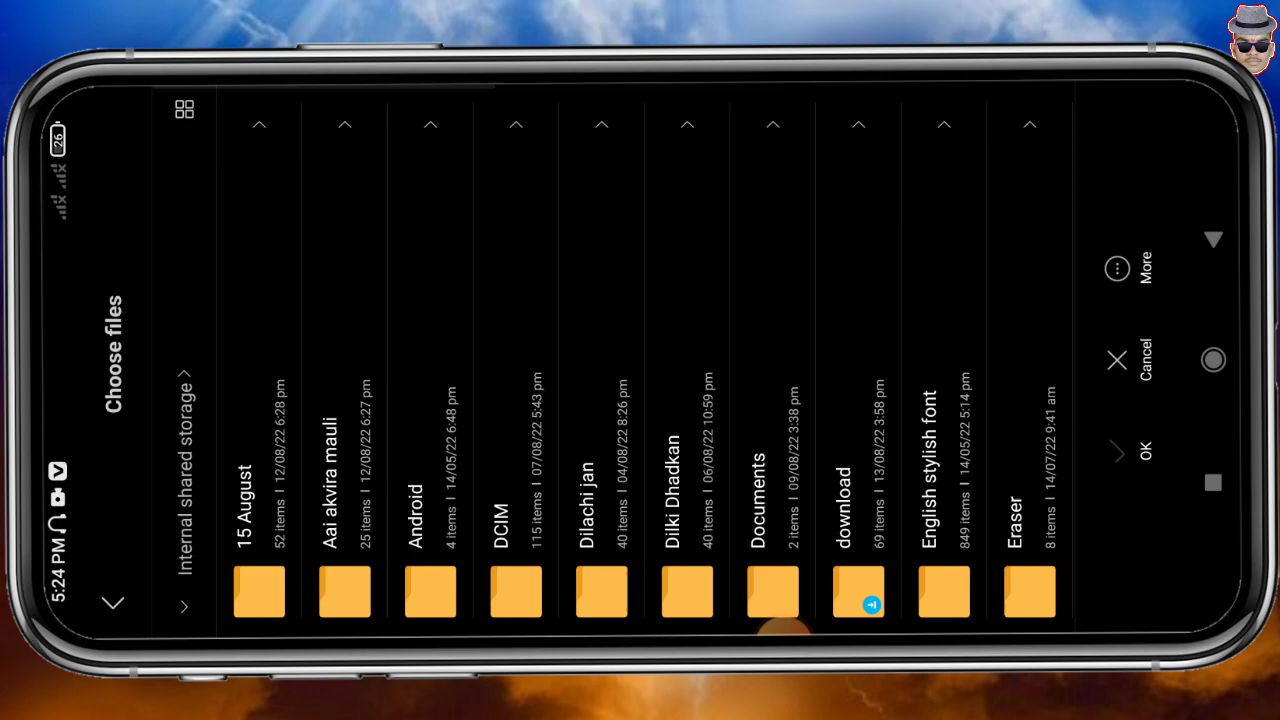 5:24 PM
26
Choose files
Internal shared storage
15 August
52 items | 12/08/22 6:28 pm
Aai akvira mauli
25 items | 12/08/22 6:27 pm
Android
4 items | 14/05/22 6:48 pm
DCIM
115 items | 07/08/22 5:43 pm
Dilachi jan
40 items | 04/08/22 8:26 pm
Dilki Dhadkan
40 items | 06/08/22 10:59 pm
Documents
2 items | 09/08/22 3:38 pm
download
69 items | 13/08/22 3:58 pm
English stylish font
849 items | 14/05/22 5:14 pm
Eraser
8 items | 14/07/22 9:41 am
OK
Cancel
More